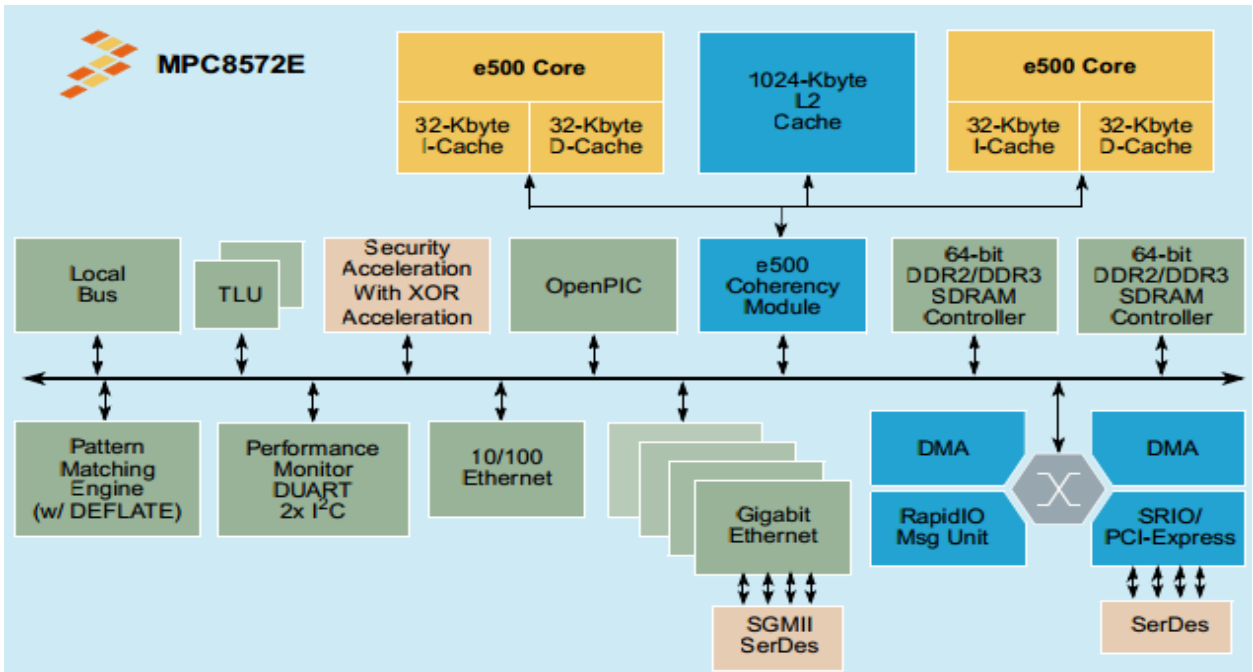 MPC8572E
e500 Core
32-Kbyte
I-Cache
32-Kbyte
D-Cache
1024-Kbyte
L2
Cache
e500 Core
32-Kbyte
I-Cache
32-Kbyte
D-Cache
Local
Bus
TLU
Security
Acceleration
With XOR
Acceleration
OpenPIC
e500
Coherency
Module
64-bit
DDR2/DDR3
SDRAM
Controller
64-bit
DDR2/DDR3
SDRAM
Controller
Pattern
Matching
Engine
(w/ DEFLATE)
Performance
Monitor
DUART
2x I²C
10/100
Ethernet
Gigabit
Ethernet
SGMII
SerDes
DMA
DMA
RapidIO
Msg Unit
SRIO/
PCI-Express
SerDes